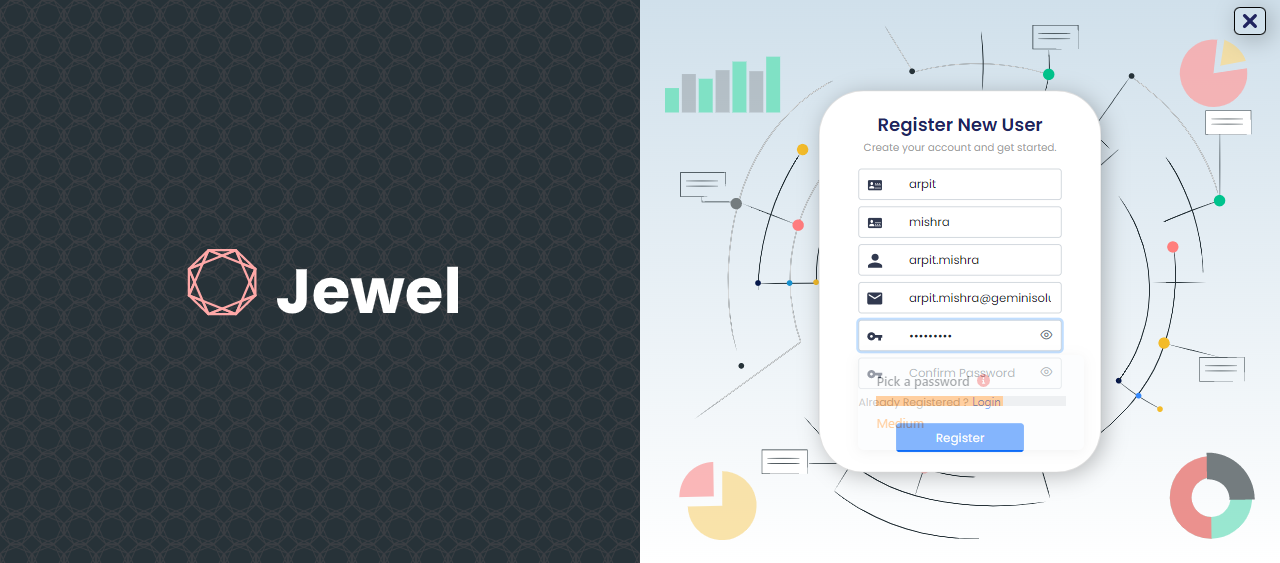 Jewel
Register New User
Create your account and get started.
arpit
mishra
arpit.mishra
arpit.mishra@geminisolu
•••••••••
Confirm Password
Pick a password
Already Registered ? Login
Medium
Register